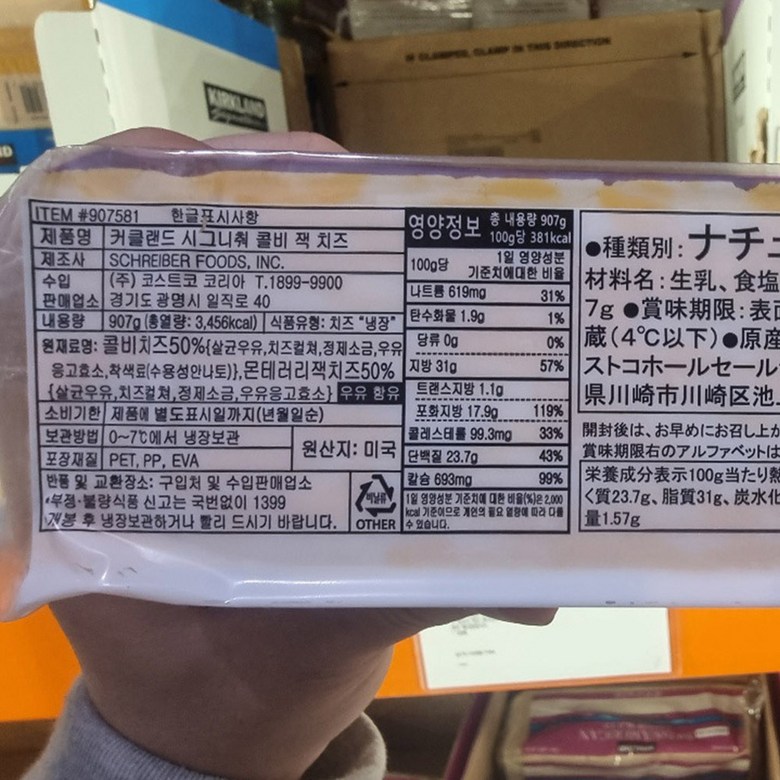 IF CLAMPED, CLAMP IN THIS DIRECTION
KIRKLAND
Signature
ITEM #907581 한글표시사항
제품명 커클랜드 시그니춰 콜비 잭 치즈
제조사 SCHREIBER FOODS, INC.
수입 판매업소 (주) 코스트코 코리아 T.1899-9900
경기도 광명시 일직로 40
내용량 907g (총열량: 3,456kcal) 식품유형: 치즈 "냉장"
원재료명: 콜비치즈50%{살균우유,치즈컬쳐,정제소금,우유
응고효소,착색료(수용성안나토)},몬테러리잭치즈50%
{살균우유,치즈컬쳐,정제소금,우유응고효소} 우유 함유
소비기한 제품에 별도표시일까지(년월일순)
보관방법 0~7℃에서 냉장보관
포장재질 PET, PP, EVA
원산지: 미국
반품 및 교환장소: 구입처 및 수입판매업소
부정·불량식품 신고는 국번없이 1399
개봉 후 냉장보관하거나 빨리 드시기 바랍니다.
비닐류
OTHER
영양정보 총 내용량 907g
100g당 381kcal
100g당 1일 영양성분
기준치에대한 비율
나트륨 619mg 31%
탄수화물 1.9g 1%
당류 0g 0%
지방 31g 57%
트랜스지방 1.1g
포화지방 17.9g 119%
콜레스테롤 99.3mg 33%
단백질 23.7g 43%
칼슘 693mg 99%
1일 영양성분 기준치에 대한 비율(%)은 2,000
kcal 기준이므로 개인의 필요 열량에 따라 다를
수 있습니다.
●種類別: ナチュ
材料名: 生乳、食塩
7g ●賞味期限: 表
蔵(4℃以下)●原産
ストコホールセール
県川崎市川崎区池
開封後は、お早めにお召し上が
賞味期限右のアルファベットは
栄養成分表示100g当たり熱
く質23.7g、脂質31g、炭水化
量1.57g